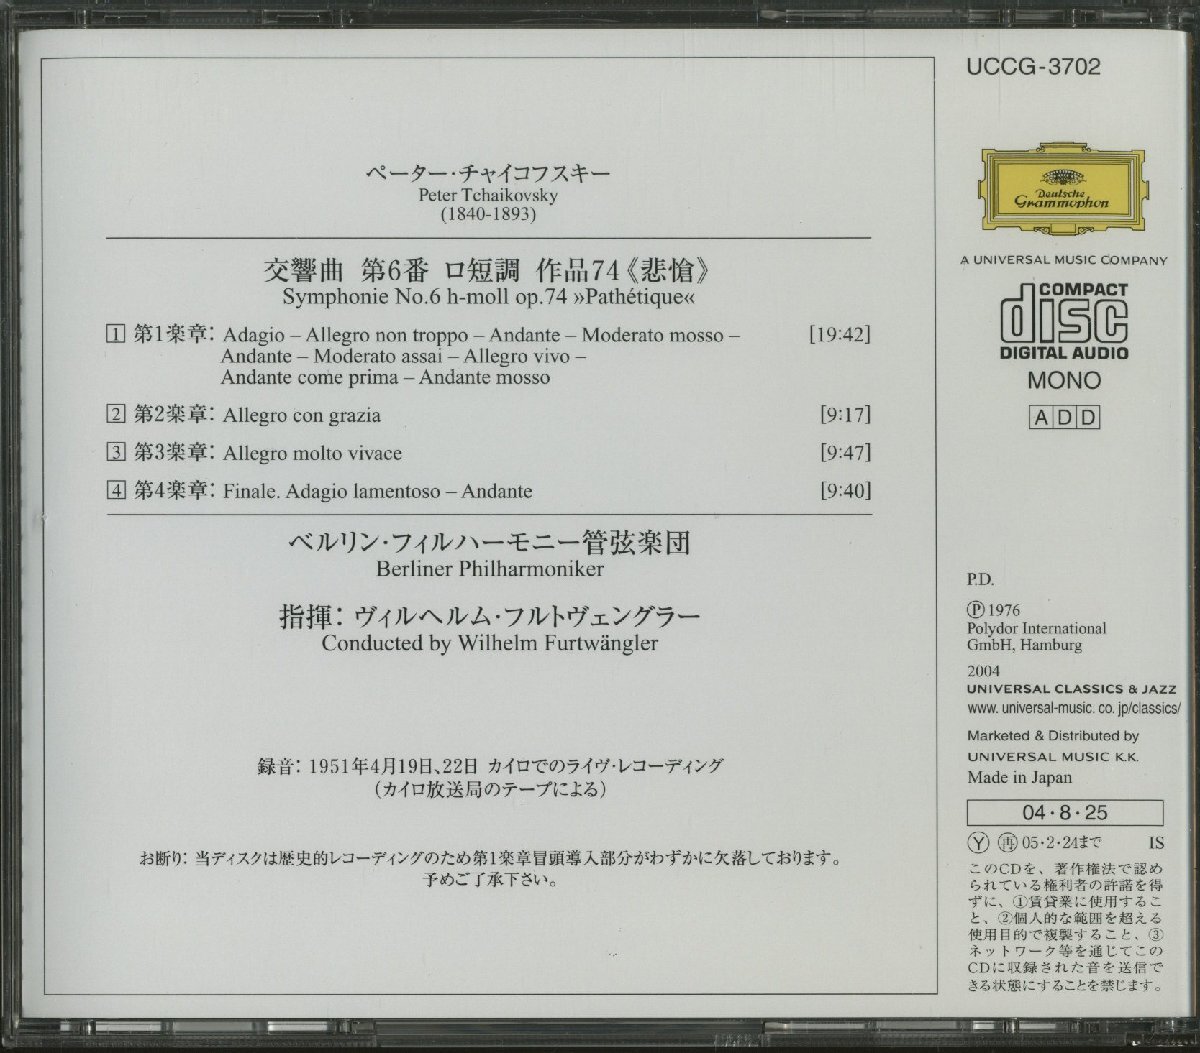 ペーター・チャイコフスキー
Peter Tchaikovsky
(1840-1893)
交響曲 第6番 ロ短調 作品74《悲愴》
Symphonie No.6 h-moll op.74 »Pathétique«
1 第1楽章: Adagio – Allegro non troppo – Andante – Moderato mosso – [19:42]
Andante – Moderato assai – Allegro vivo –
Andante come prima – Andante mosso
2 第2楽章: Allegro con grazia [9:17]
3 第3楽章: Allegro molto vivace [9:47]
4 第4楽章: Finale. Adagio lamentoso – Andante [9:40]
ベルリン・フィルハーモニー管弦楽団
Berliner Philharmoniker
指揮: ヴィルヘルム・フルトヴェングラー
Conducted by Wilhelm Furtwängler
録音: 1951年4月19日、22日 カイロでのライヴ・レコーディング
(カイロ放送局のテープによる)
お断り: 当ディスクは歴史的レコーディングのため第1楽章冒頭導入部分がわずかに欠落しております。
予めご了承下さい。
UCCG-3702
Deutsche
Grammophon
A UNIVERSAL MUSIC COMPANY
COMPACT
disc
DIGITAL AUDIO
MONO
ADD
P.D.
Ⓟ 1976
Polydor International
GmbH, Hamburg
2004
UNIVERSAL CLASSICS & JAZZ
www. universal-music. co. jp/classics/
Marketed & Distributed by
UNIVERSAL MUSIC K.K.
Made in Japan
04・8・25
Ⓨ 再 05・2・24まで IS
このCDを、著作権法で認め
られている権利者の許諾を得
ずに、①賃貸業に使用するこ
と、②個人的な範囲を超える
使用目的で複製すること、③
ネットワーク等を通じてこの
CDに収録された音を送信で
きる状態にすることを禁じます。